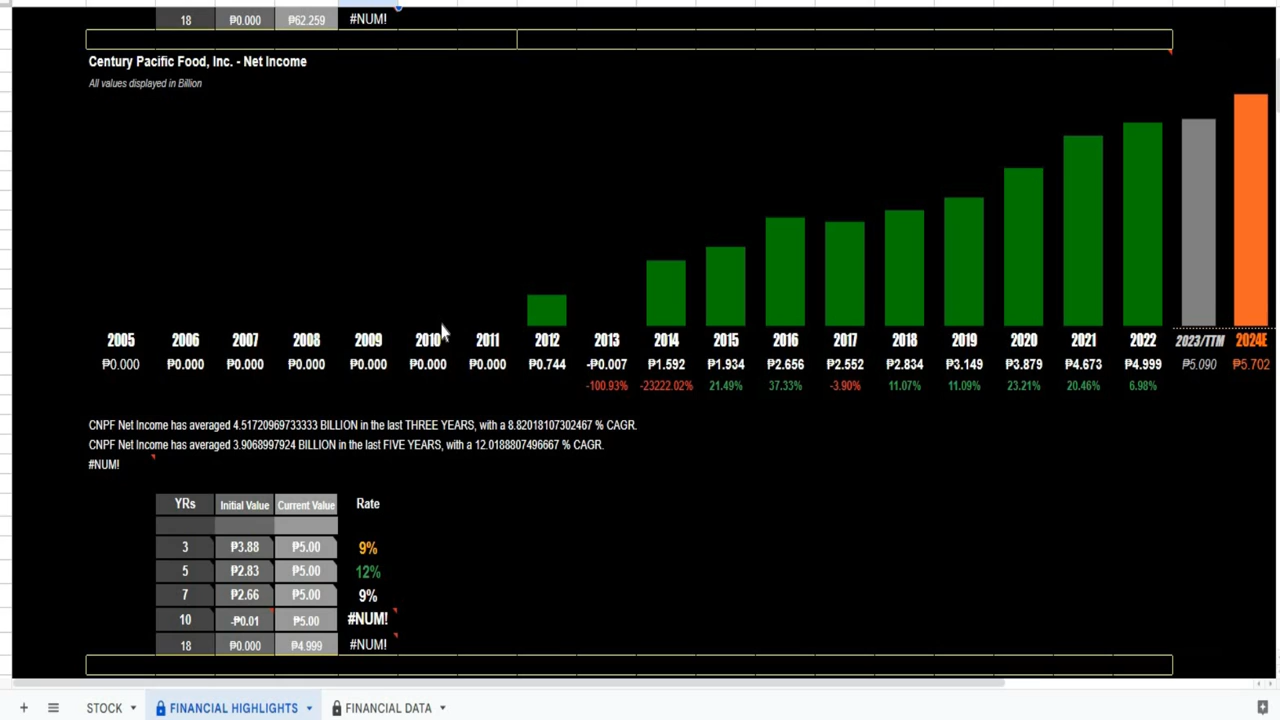 18 ₱0.000 ₱62.259 #NUM!
Century Pacific Food, Inc. - Net Income
All values displayed in Billion
2005 2006 2007 2008 2009 2010 2011 2012 2013 2014 2015 2016 2017 2018 2019 2020 2021 2022 2023/TTM 2024E
₱0.000 ₱0.000 ₱0.000 ₱0.000 ₱0.000 ₱0.000 ₱0.000 ₱0.744 -₱0.007 ₱1.592 ₱1.934 ₱2.656 ₱2.552 ₱2.834 ₱3.149 ₱3.879 ₱4.673 ₱4.999 ₱5.090 ₱5.702
-100.93% -23222.02% 21.49% 37.33% -3.90% 11.07% 11.09% 23.21% 20.46% 6.98%
CNPF Net Income has averaged 4.51720969733333 BILLION in the last THREE YEARS, with a 8.82018107302467 % CAGR.
CNPF Net Income has averaged 3.9068997924 BILLION in the last FIVE YEARS, with a 12.0188807496667 % CAGR.
#NUM!
YRs Initial Value Current Value Rate
3 ₱3.88 ₱5.00 9%
5 ₱2.83 ₱5.00 12%
7 ₱2.66 ₱5.00 9%
10 -₱0.01 ₱5.00 #NUM!
18 ₱0.000 ₱4.999 #NUM!
STOCK FINANCIAL HIGHLIGHTS FINANCIAL DATA